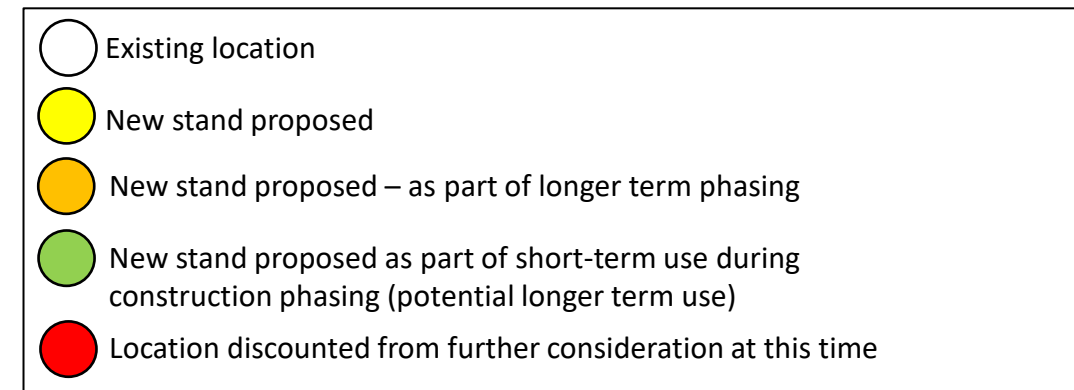 Existing location
New stand proposed
New stand proposed – as part of longer term phasing
New stand proposed as part of short-term use during
construction phasing (potential longer term use)
Location discounted from further consideration at this time